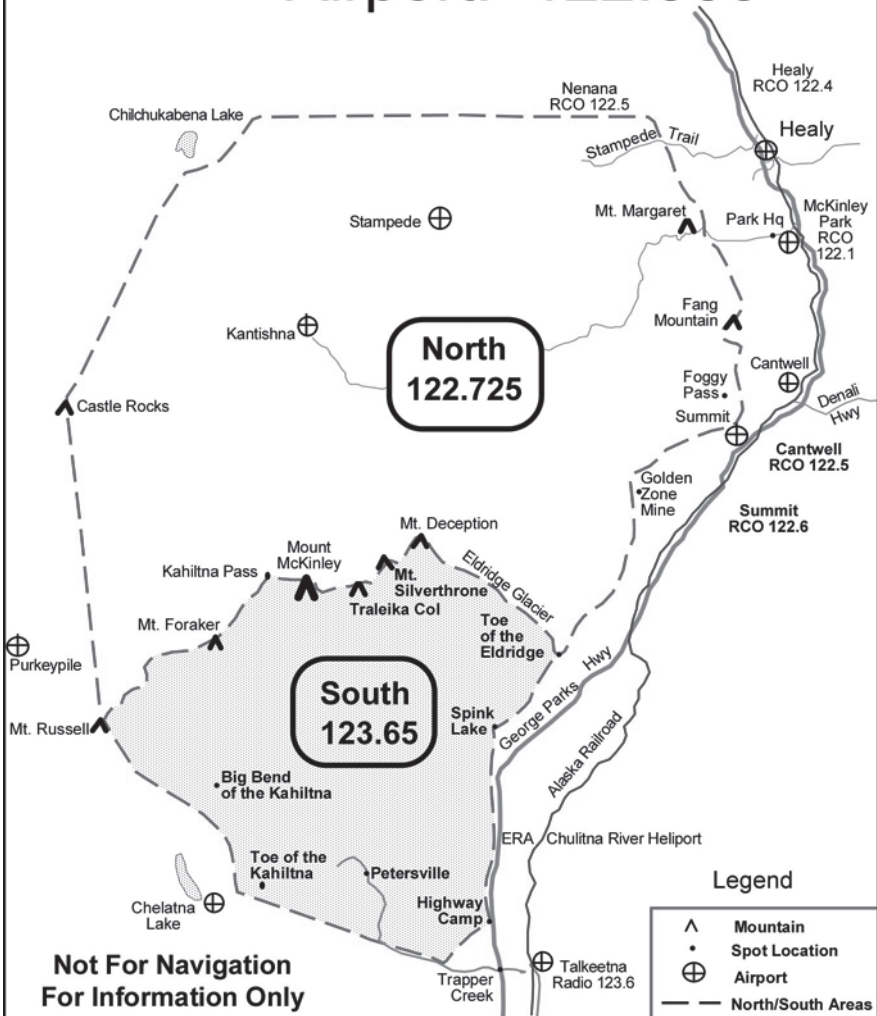 Nenana
RCO 122.5
Healy
RCO 122.4
Chilchukabena Lake
Healy
Stampede Trail
Stampede
Mt. Margaret
Park Hq
McKinley
Park
RCO
122.1
Kantishna
Fang
Mountain
North
122.725
Cantwell
Foggy
Pass
Castle Rocks
Summit
Denali
Hwy
Cantwell
RCO 122.5
Golden
Zone
Mine
Summit
RCO 122.6
Mt. Deception
Mount
McKinley
Kahiltna Pass
Mt.
Silverthrone
Eldridge Glacier
Traleika Col
Mt. Foraker
Toe
of the
Eldridge
Purkeypile
South
123.65
George Parks Hwy
Spink
Lake
Mt. Russell
Alaska Railroad
Big Bend
of the Kahiltna
ERA Chulitna River Heliport
Toe of the
Kahiltna
Petersville
Chelatna
Lake
Highway
Camp
Trapper
Creek
Talkeetna
Radio 123.6
Not For Navigation
For Information Only
Legend
Mountain
Spot Location
Airport
North/South Areas